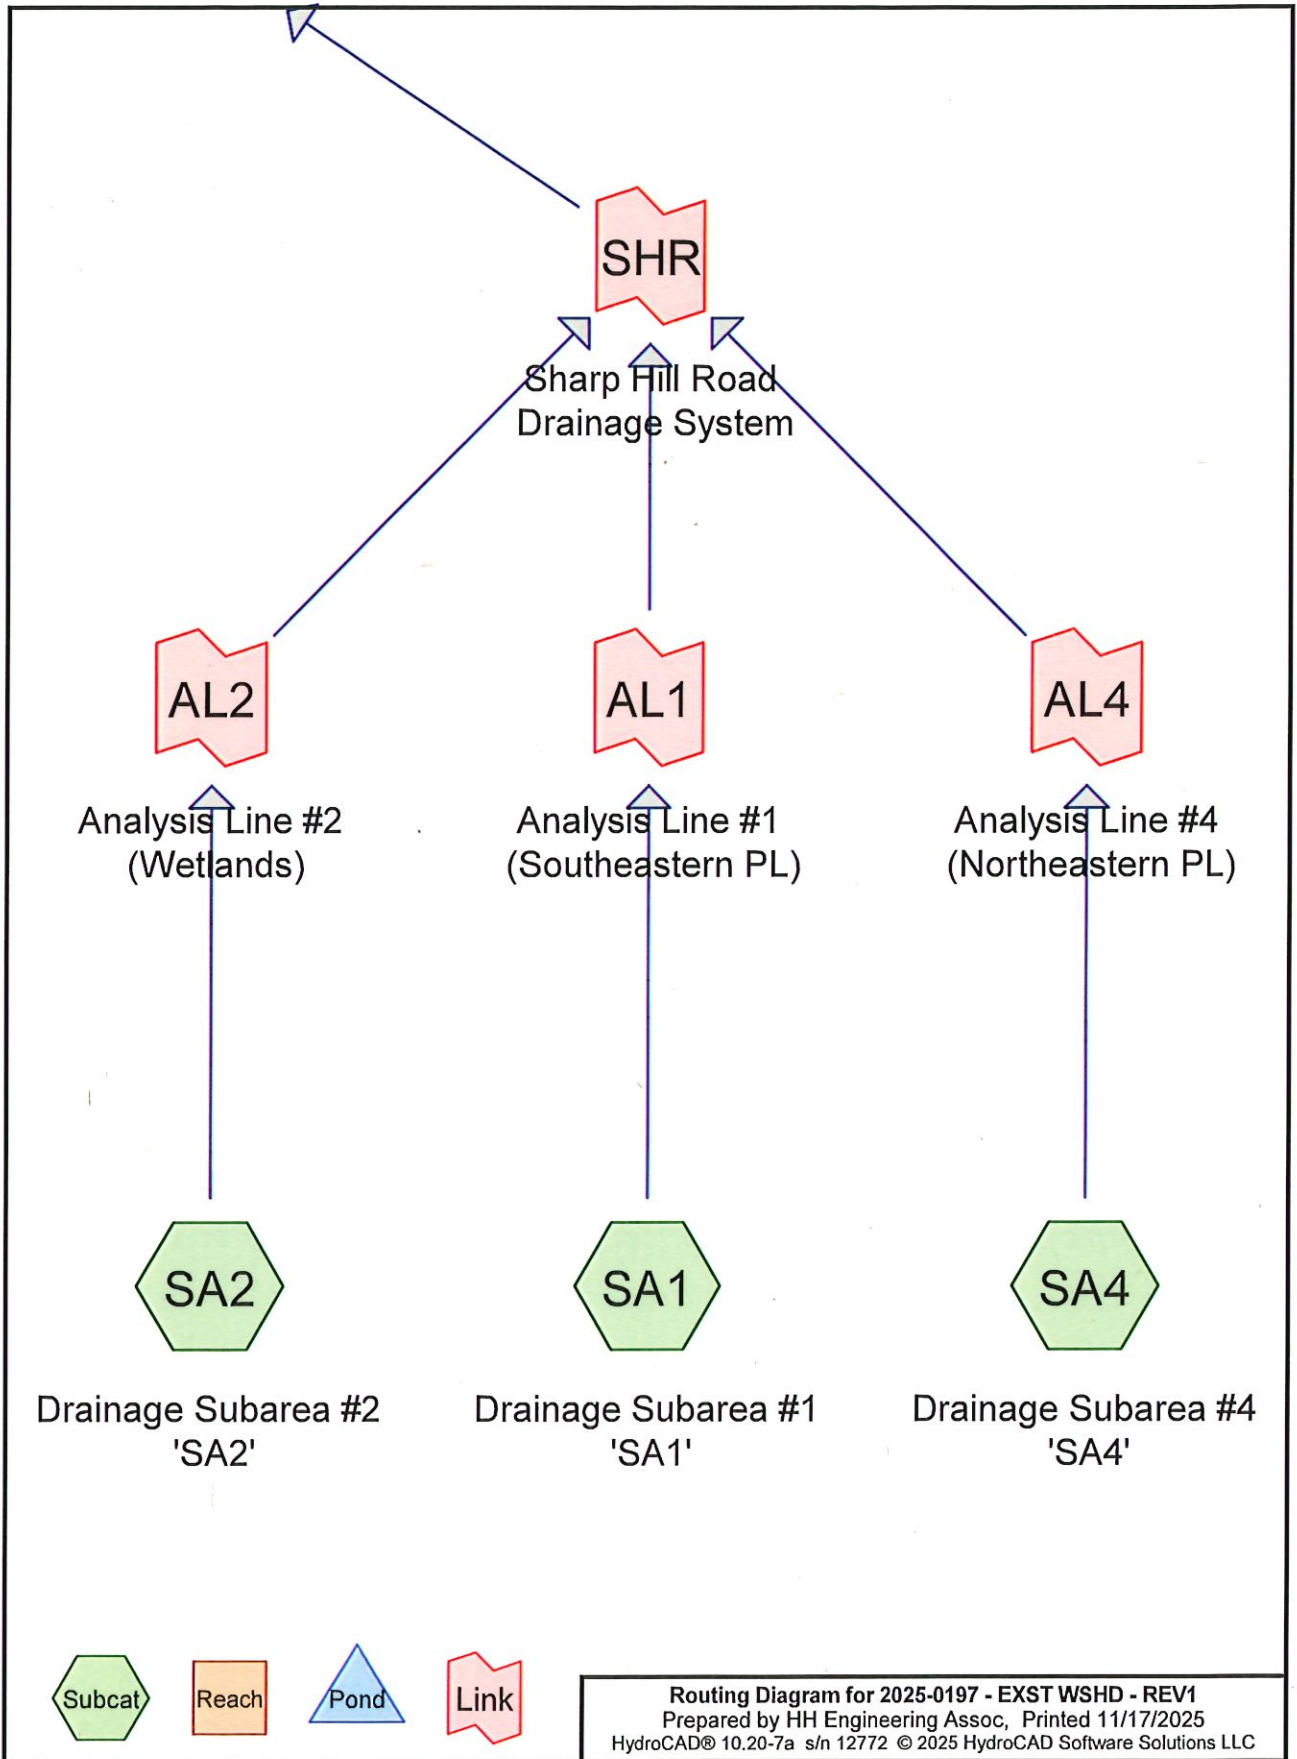 SHR
Sharp Hill Road
Drainage System
AL2
AL1
AL4
Analysis Line #2
(Wetlands)
Analysis Line #1
(Southeastern PL)
Analysis Line #4
(Northeastern PL)
SA2
SA1
SA4
Drainage Subarea #2
'SA2'
Drainage Subarea #1
'SA1'
Drainage Subarea #4
'SA4'
Subcat
Reach
Pond
Link
Routing Diagram for 2025-0197 - EXST WSHD - REV1
Prepared by HH Engineering Assoc, Printed 11/17/2025
HydroCAD® 10.20-7a s/n 12772 © 2025 HydroCAD Software Solutions LLC